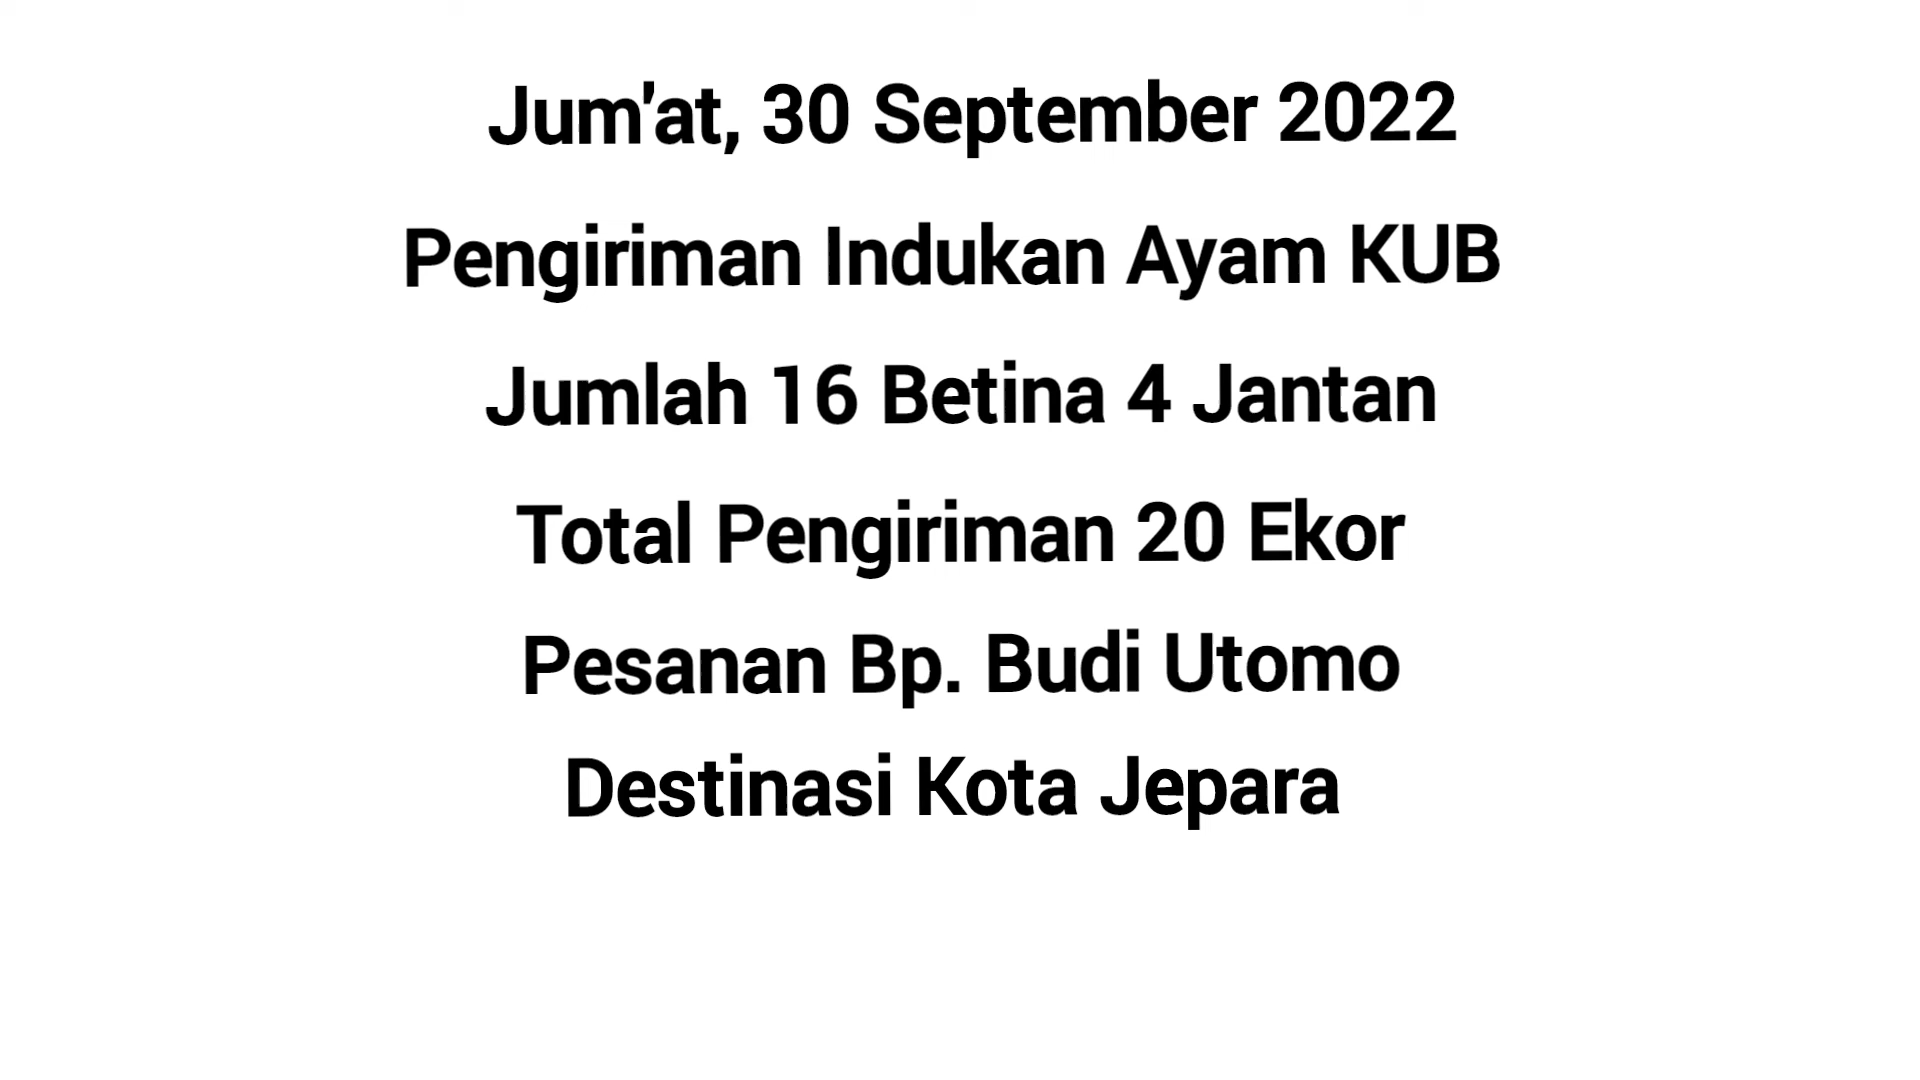 Jum'at, 30 September 2022
Pengiriman Indukan Ayam KUB
Jumlah 16 Betina 4 Jantan
Total Pengiriman 20 Ekor
Pesanan Bp. Budi Utomo
Destinasi Kota Jepara